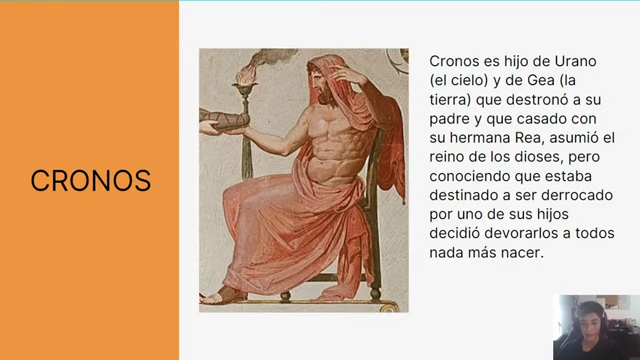 CRONOS
Cronos es hijo de Urano
(el cielo) y de Gea (la
tierra) que destronó a su
padre y que casado con
su hermana Rea, asumió el
reino de los dioses, pero
conociendo que estaba
destinado a ser derrocado
por uno de sus hijos
decidió devorarlos a todos
nada más nacer.